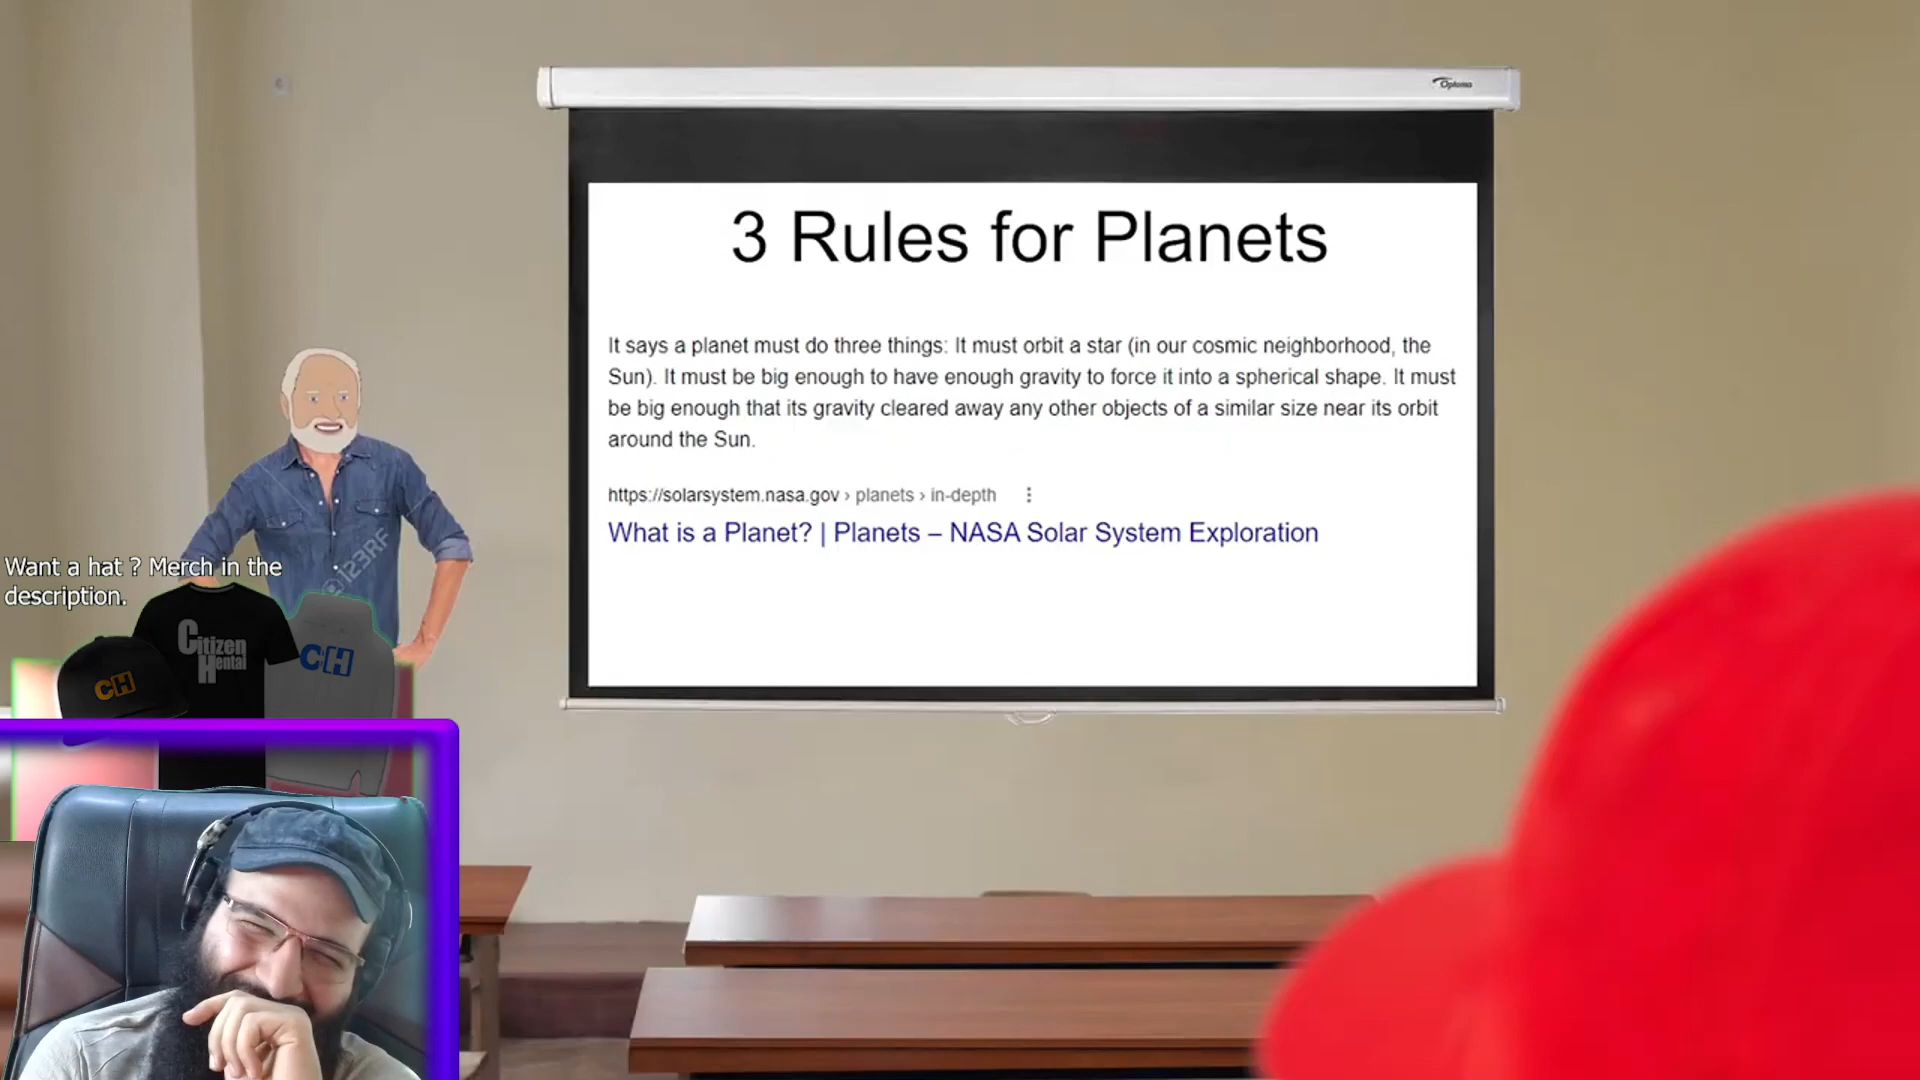 Optoma
3 Rules for Planets
It says a planet must do three things: It must orbit a star (in our cosmic neighborhood, the
Sun). It must be big enough to have enough gravity to force it into a spherical shape. It must
be big enough that its gravity cleared away any other objects of a similar size near its orbit
around the Sun.
https://solarsystem.nasa.gov › planets › in-depth
What is a Planet? | Planets – NASA Solar System Exploration
123RF
Want a hat ? Merch in the
description.
Citizen
Hentai
CH
CH